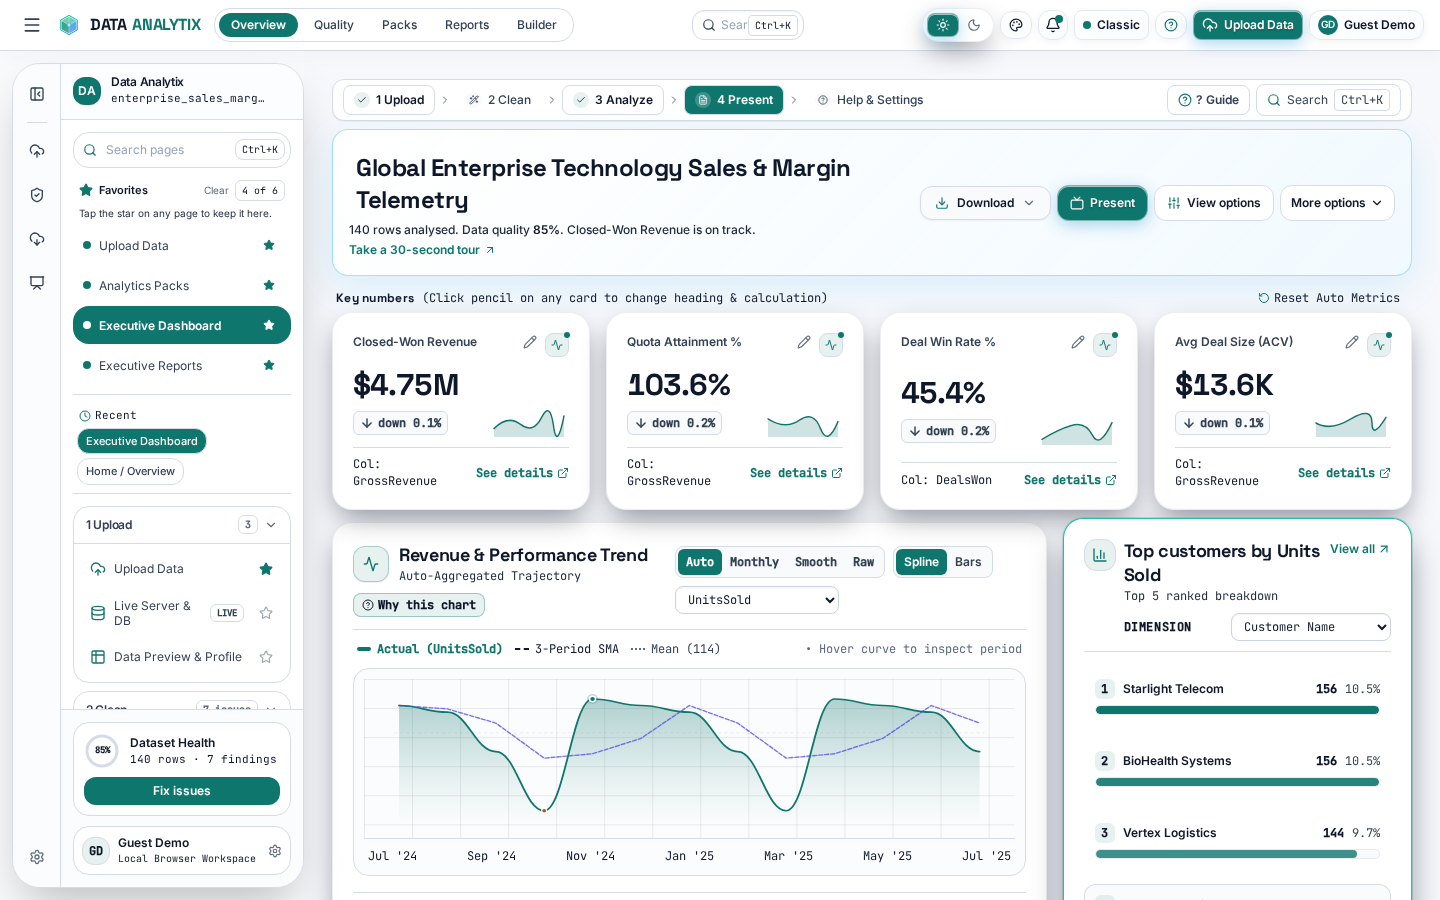 DATA ANALYTIX
Overview
Quality
Packs
Reports
Builder
Sear
Ctrl+K
Classic
Upload Data
GD
Guest Demo
DA
Data Analytix
enterprise_sales_marg…
Search pages
Ctrl+K
Favorites
Clear
4 of 6
Tap the star on any page to keep it here.
Upload Data
Analytics Packs
Executive Dashboard
Executive Reports
Recent
Executive Dashboard
Home / Overview
1 Upload
3
Upload Data
Live Server & DB
LIVE
Data Preview & Profile
85%
Dataset Health
140 rows · 7 findings
Fix issues
GD
Guest Demo
Local Browser Workspace
1 Upload
2 Clean
3 Analyze
4 Present
Help & Settings
? Guide
Search
Ctrl+K
Global Enterprise Technology Sales & Margin
Telemetry
140 rows analysed. Data quality 85%. Closed-Won Revenue is on track.
Take a 30-second tour ↗
Download
Present
View options
More options
Key numbers (Click pencil on any card to change heading & calculation)
Reset Auto Metrics
Closed-Won Revenue
$4.75M
↓ down 0.1%
Col: GrossRevenue
See details
Quota Attainment %
103.6%
↓ down 0.2%
Col: GrossRevenue
See details
Deal Win Rate %
45.4%
↓ down 0.2%
Col: DealsWon
See details
Avg Deal Size (ACV)
$13.6K
↓ down 0.1%
Col: GrossRevenue
See details
Revenue & Performance Trend
Auto-Aggregated Trajectory
Why this chart
Auto
Monthly
Smooth
Raw
Spline
Bars
UnitsSold
Actual (UnitsSold)
3-Period SMA
Mean (114)
• Hover curve to inspect period
Jul '24
Sep '24
Nov '24
Jan '25
Mar '25
May '25
Jul '25
Top customers by Units Sold
View all ↗
Top 5 ranked breakdown
DIMENSION
Customer Name
1 Starlight Telecom 156 10.5%
2 BioHealth Systems 156 10.5%
3 Vertex Logistics 144 9.7%